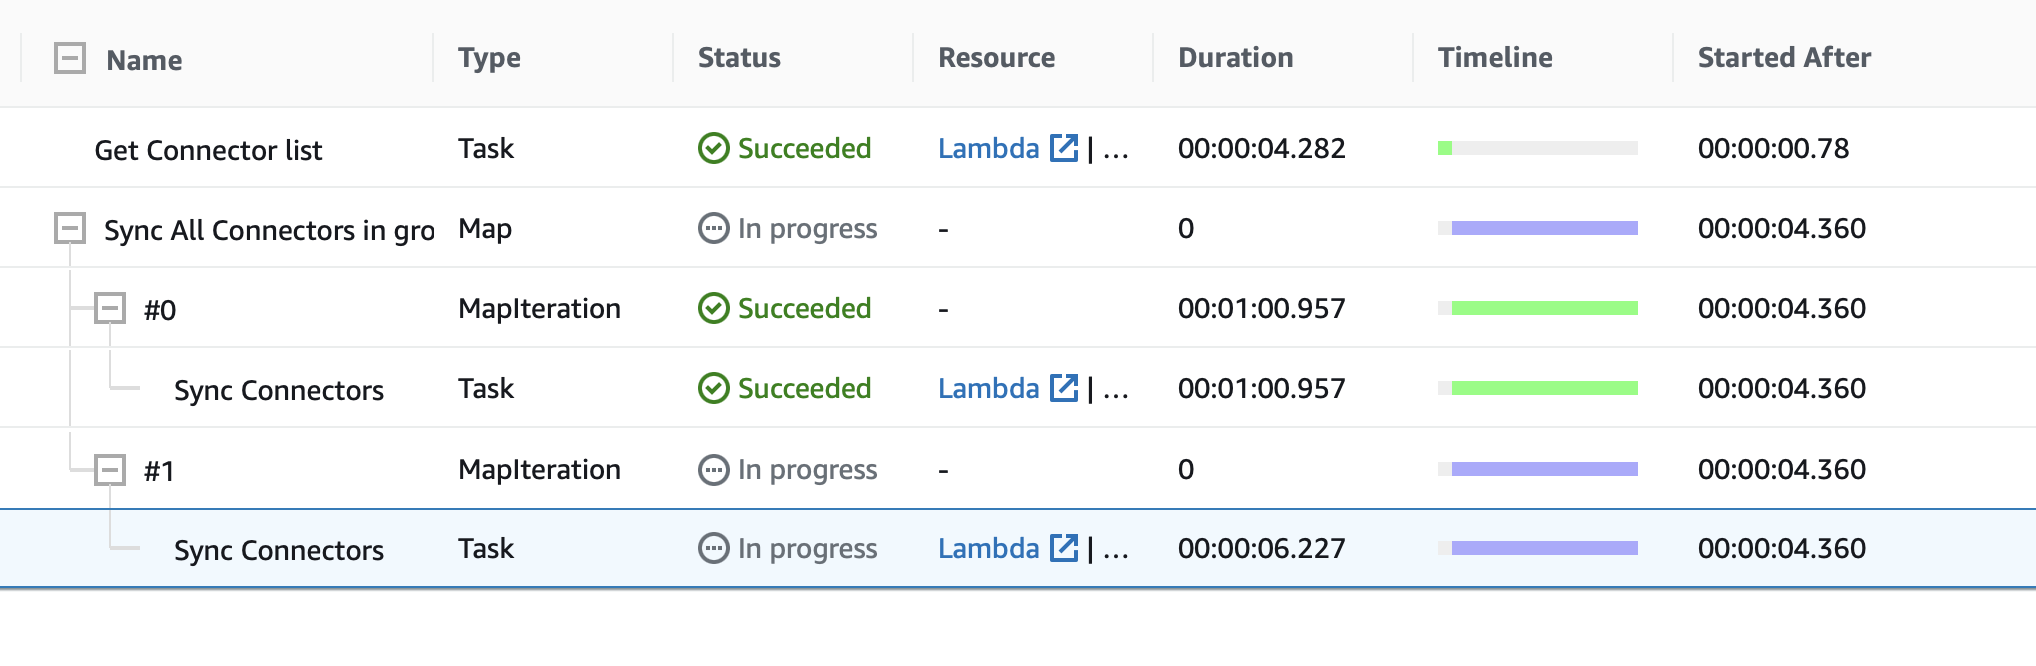 Name Type Status Resource Duration Timeline Started After
Get Connector list Task Succeeded Lambda | ... 00:00:04.282 00:00:00.78
Sync All Connectors in gro Map In progress - 0 00:00:04.360
#0 MapIteration Succeeded - 00:01:00.957 00:00:04.360
Sync Connectors Task Succeeded Lambda | ... 00:01:00.957 00:00:04.360
#1 MapIteration In progress - 0 00:00:04.360
Sync Connectors Task In progress Lambda | ... 00:00:06.227 00:00:04.360